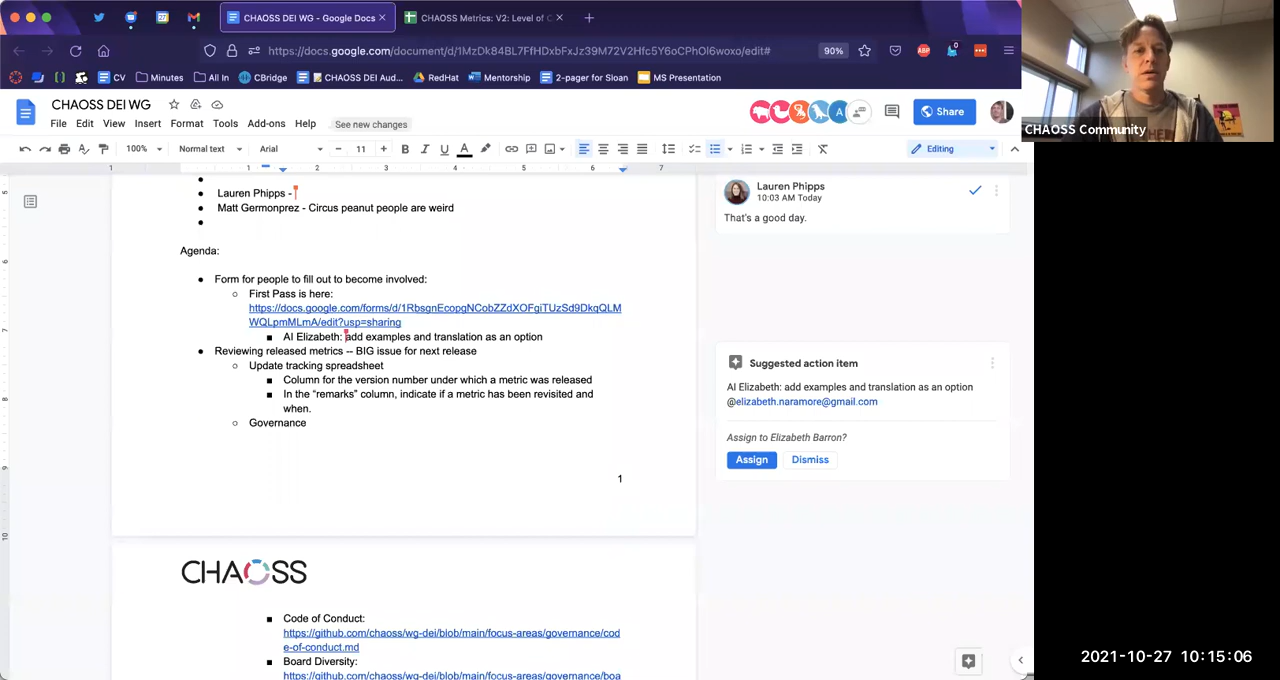 CHAOSS DEI WG - Google Docs
CHAOSS Metrics: V2: Level of C
https://docs.google.com/document/d/1MzDk84BL7FfHDxbFxJz39M72V2Hfc5Y6oCPhOl6woxo/edit#
90%
ABP
CV
Minutes
All In
CBridge
CHAOSS DEI Aud...
RedHat
Mentorship
2-pager for Sloan
MS Presentation
CHAOSS Community
CHAOSS DEI WG
File Edit View Insert Format Tools Add-ons Help
See new changes
A
Share
100%
Normal text
Arial
11
Editing
1 1 2 3 4 5 6 7
Lauren Phipps -
Matt Germonprez - Circus peanut people are weird
Agenda:
Form for people to fill out to become involved:
First Pass is here:
https://docs.google.com/forms/d/1RbsgnEcopgNCobZZdXOFgiTUzSd9DkqQLM
WQLpmMLmA/edit?usp=sharing
AI Elizabeth: add examples and translation as an option
Reviewing released metrics -- BIG issue for next release
Update tracking spreadsheet
Column for the version number under which a metric was released
In the “remarks” column, indicate if a metric has been revisited and
when.
Governance
1
CHAOSS
Code of Conduct:
https://github.com/chaoss/wg-dei/blob/main/focus-areas/governance/cod
e-of-conduct.md
Board Diversity:
https://github.com/chaoss/wg-dei/blob/main/focus-areas/governance/boa
Lauren Phipps
10:03 AM Today
That's a good day.
Suggested action item
AI Elizabeth: add examples and translation as an option
@elizabeth.naramore@gmail.com
Assign to Elizabeth Barron?
Assign
Dismiss
2021-10-27 10:15:06